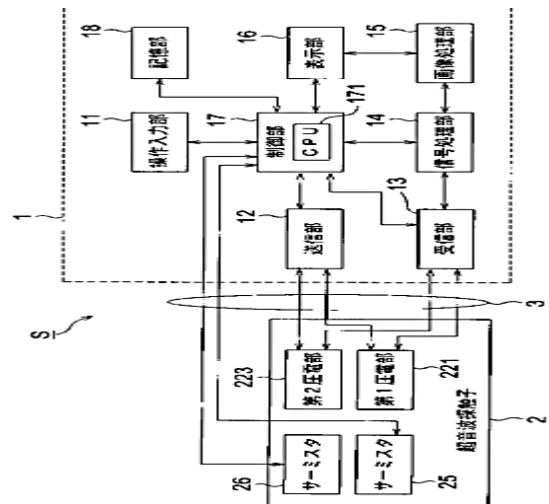 S
1
18
記憶部
16
表示部
15
画像処理部
11
操作入力部
17
制御部
CPU
171
14
信号処理部
12
送信部
13
受信部
3
223
第2圧電部
221
第1圧電部
超音波探触子
2
26
サーミスタ
25
サーミスタ